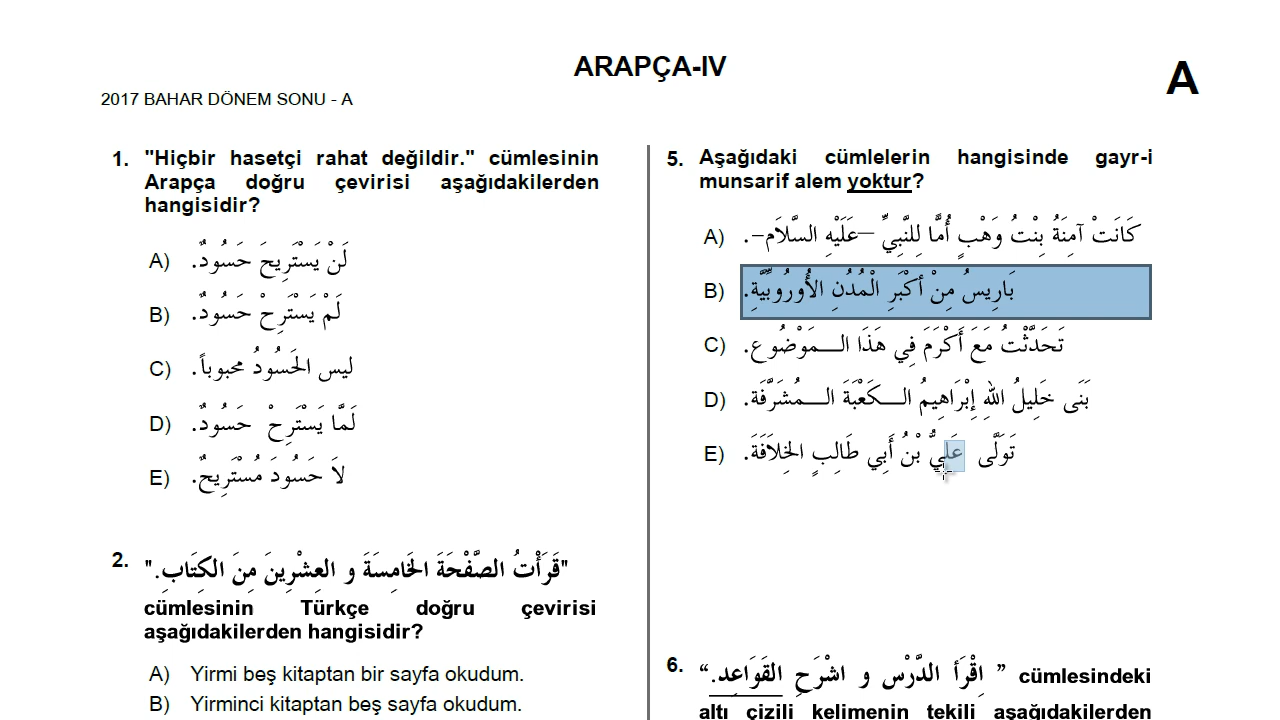 ARAPÇA-IV
A
2017 BAHAR DÖNEM SONU - A
1. "Hiçbir hasetçi rahat değildir." cümlesinin
Arapça doğru çevirisi aşağıdakilerden
hangisidir?
A) لَنْ يَسْتَرِيحَ حَسُودٌ.
B) لَمْ يَسْتَرِحْ حَسُودٌ.
C) ليس الحَسُودُ محبوباً.
D) لَمَّا يَسْتَرِحْ حَسُودٌ.
E) لاَ حَسُودَ مُسْتَرِيحٌ.
2. "قَرَأْتُ الصَّفْحَةَ الخَامِسَةَ و العِشْرِينَ مِنَ الكِتَابِ."
cümlesinin Türkçe doğru çevirisi
aşağıdakilerden hangisidir?
A) Yirmi beş kitaptan bir sayfa okudum.
B) Yirminci kitaptan beş sayfa okudum.
5. Aşağıdaki cümlelerin hangisinde gayr-i
munsarif alem yoktur?
A) كَانَتْ آمِنَةُ بِنْتُ وَهْبٍ أُمًّا لِلنَّبِيِّ –عَلَيْهِ السَّلاَم–.
B) بَارِيسُ مِنْ أكْبَرِ الْمُدُنِ الأُورُوبِّيَّةِ.
C) تَحَدَّثْتُ مَعَ أَكْرَمَ فِي هَذَا الـــمَوْضُوعِ.
D) بَنَى خَلِيلُ اللهِ إِبْرَاهِيمُ الـــكَعْبَةَ الـــمُشَرَّفَة.
E) تَوَلَّى عَلِيُّ بْنُ أَبِي طَالِبٍ الخِلاَفَةَ.
6. “ اِقْرَأ الدَّرْس و اشْرَحِ القَوَاعِد.” cümlesindeki
altı çizili kelimenin tekili aşağıdakilerden